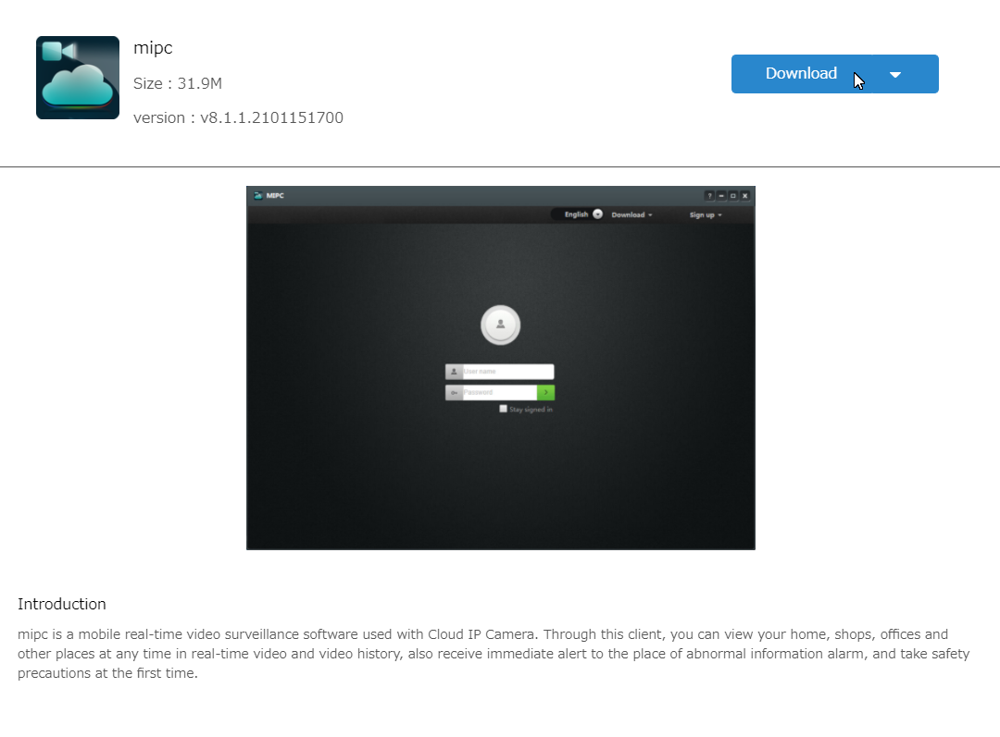 mipc
Size : 31.9M
version : v8.1.1.2101151700
Download
MIPC
?
English
Download
Sign up
User name
Password
Stay signed in
Introduction
mipc is a mobile real-time video surveillance software used with Cloud IP Camera. Through this client, you can view your home, shops, offices and
other places at any time in real-time video and video history, also receive immediate alert to the place of abnormal information alarm, and take safety
precautions at the first time.